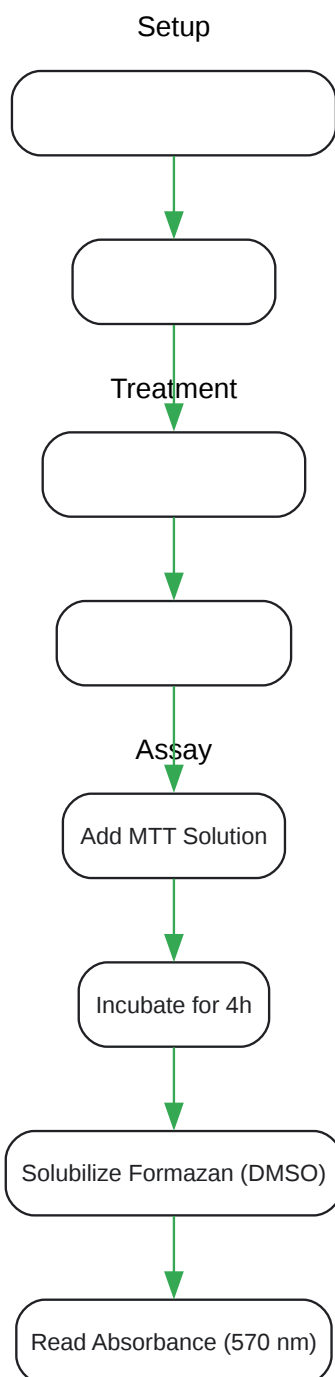 Setup
Treatment
Assay
Add MTT Solution
Incubate for 4h
Solubilize Formazan (DMSO)
Read Absorbance (570 nm)